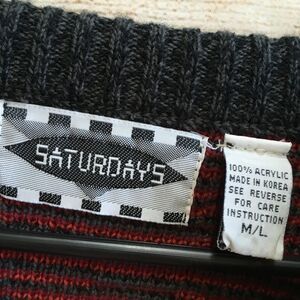 SATURDAYS
100% ACRYLIC
MADE IN KOREA
SEE REVERSE
FOR CARE
INSTRUCTION
M/L